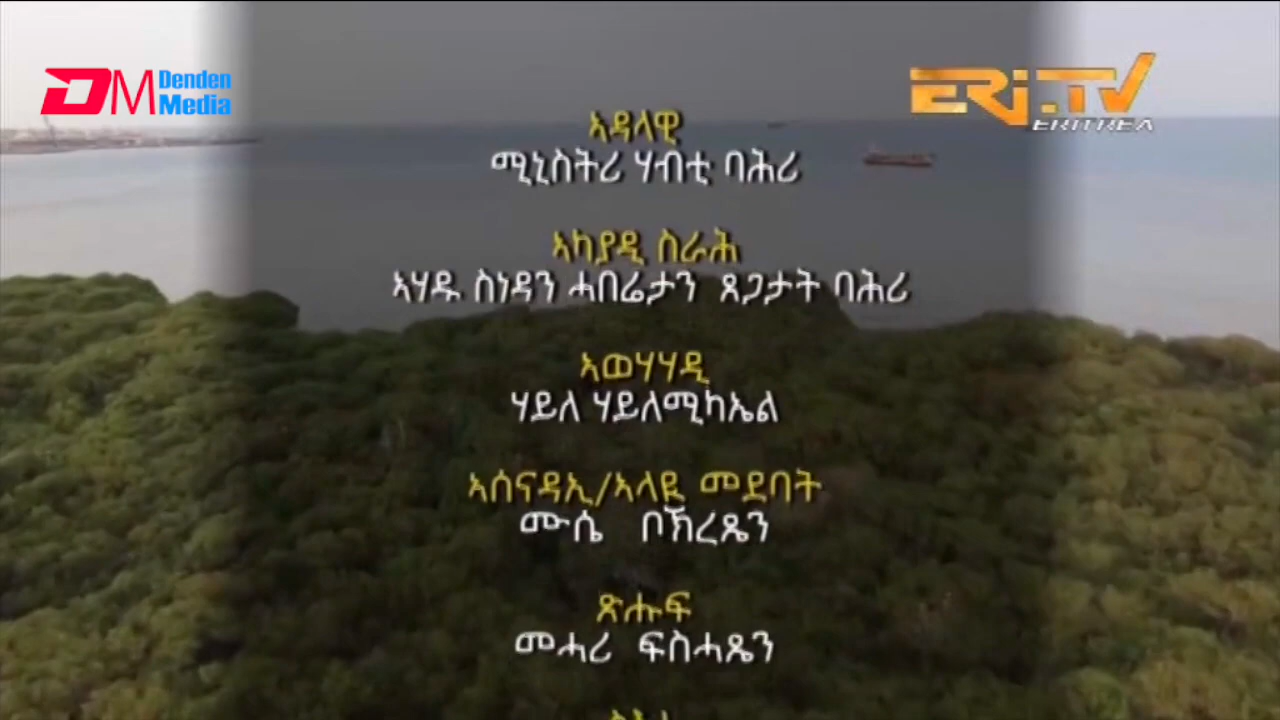 DM Denden
Media
ERi.TV
ERITREA
ኣዳላዊ
ሚኒስትሪ ሃብቲ ባሕሪ
ኣካያዲ ስራሕ
ኣሃዱ ስነዳን ሓበሬታን ጸጋታት ባሕሪ
ኣወሃሃዲ
ሃይለ ሃይለሚካኤል
ኣሰናዳኢ/ኣላዪ መደባት
ሙሴ ቦኽረጼን
ጽሑፍ
መሓሪ ፍስሓጼን